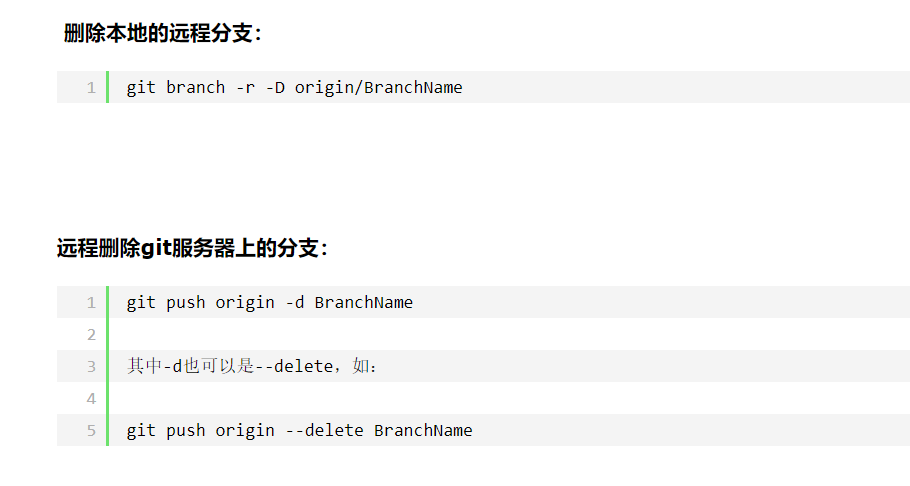 删除本地的远程分支：
1 git branch -r -D origin/BranchName
远程删除git服务器上的分支：
1 git push origin -d BranchName
2
3 其中-d也可以是--delete，如：
4
5 git push origin --delete BranchName